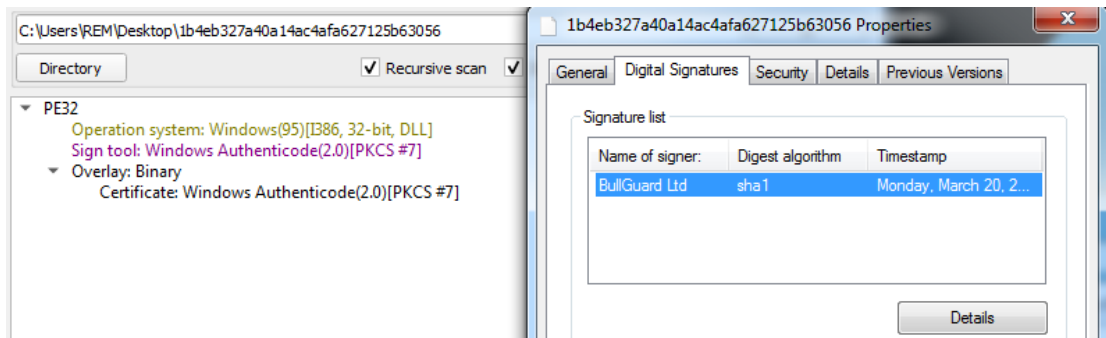 C:\Users\REM\Desktop\1b4eb327a40a14ac4afa627125b63056
Directory
Recursive scan
PE32
Operation system: Windows(95)[I386, 32-bit, DLL]
Sign tool: Windows Authenticode(2.0)[PKCS #7]
Overlay: Binary
Certificate: Windows Authenticode(2.0)[PKCS #7]
1b4eb327a40a14ac4afa627125b63056 Properties
General Digital Signatures Security Details Previous Versions
Signature list
Name of signer: Digest algorithm Timestamp
BullGuard Ltd sha1 Monday, March 20, 2...
Details